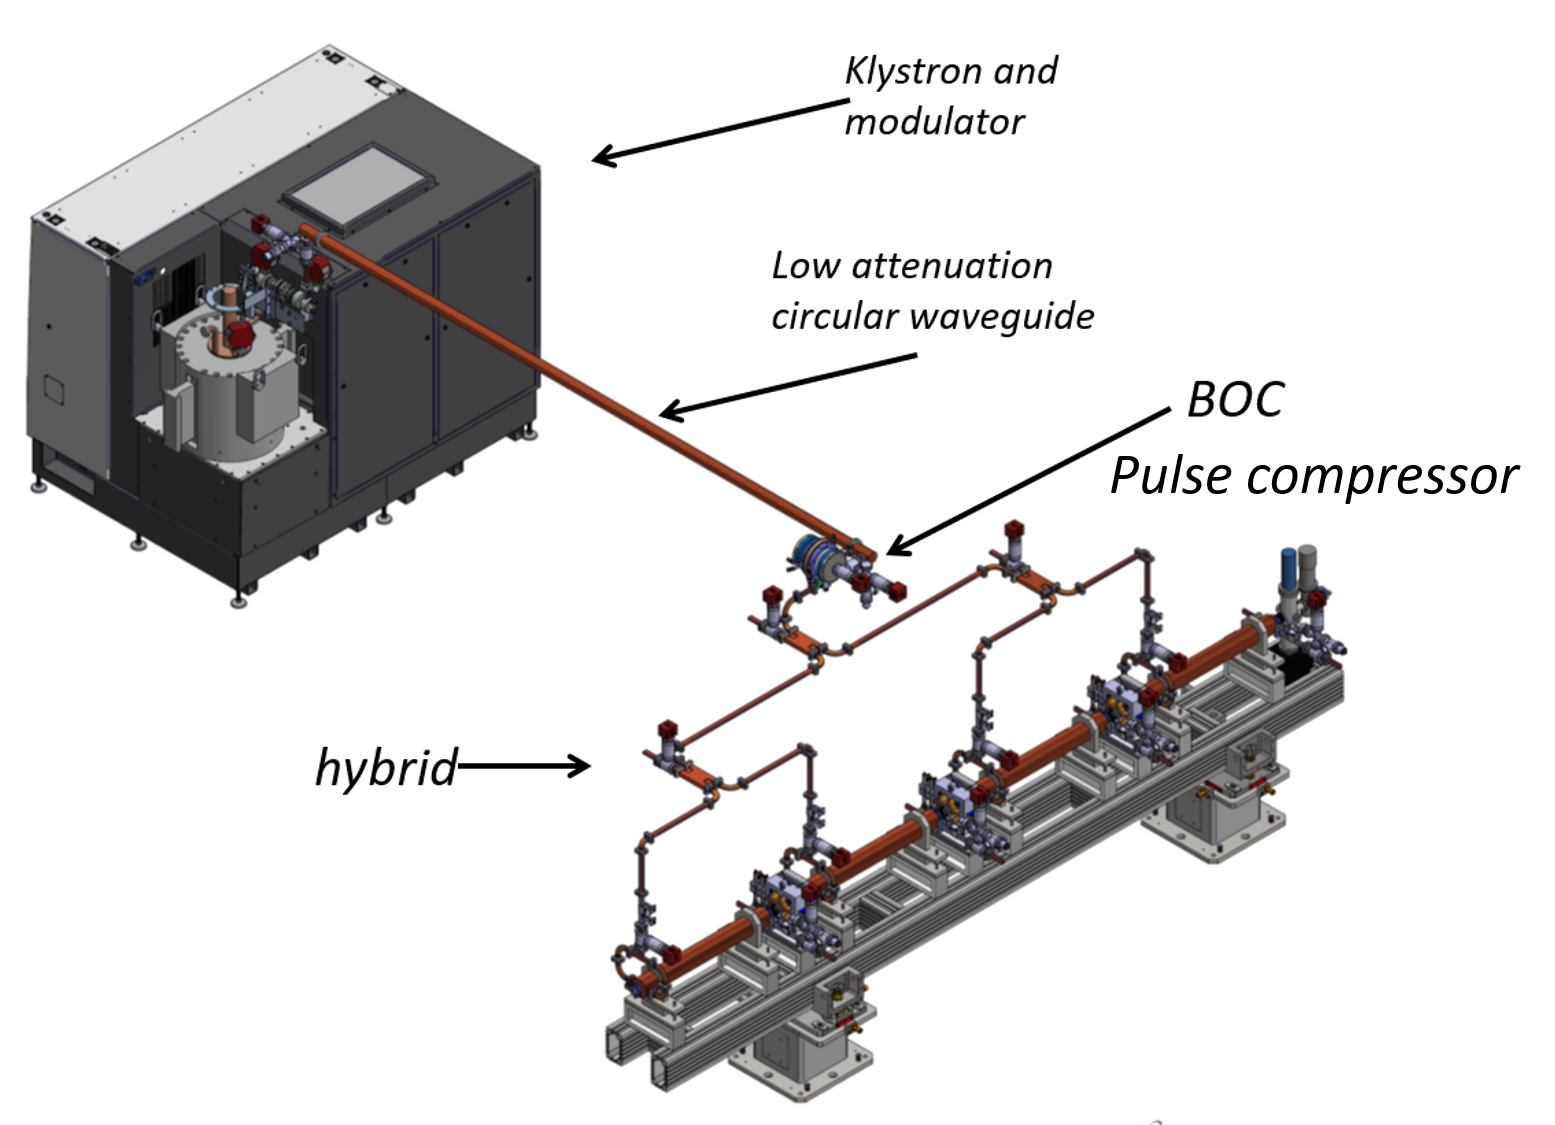 Klystron and
modulator
Low attenuation
circular waveguide
BOC
Pulse compressor
hybrid